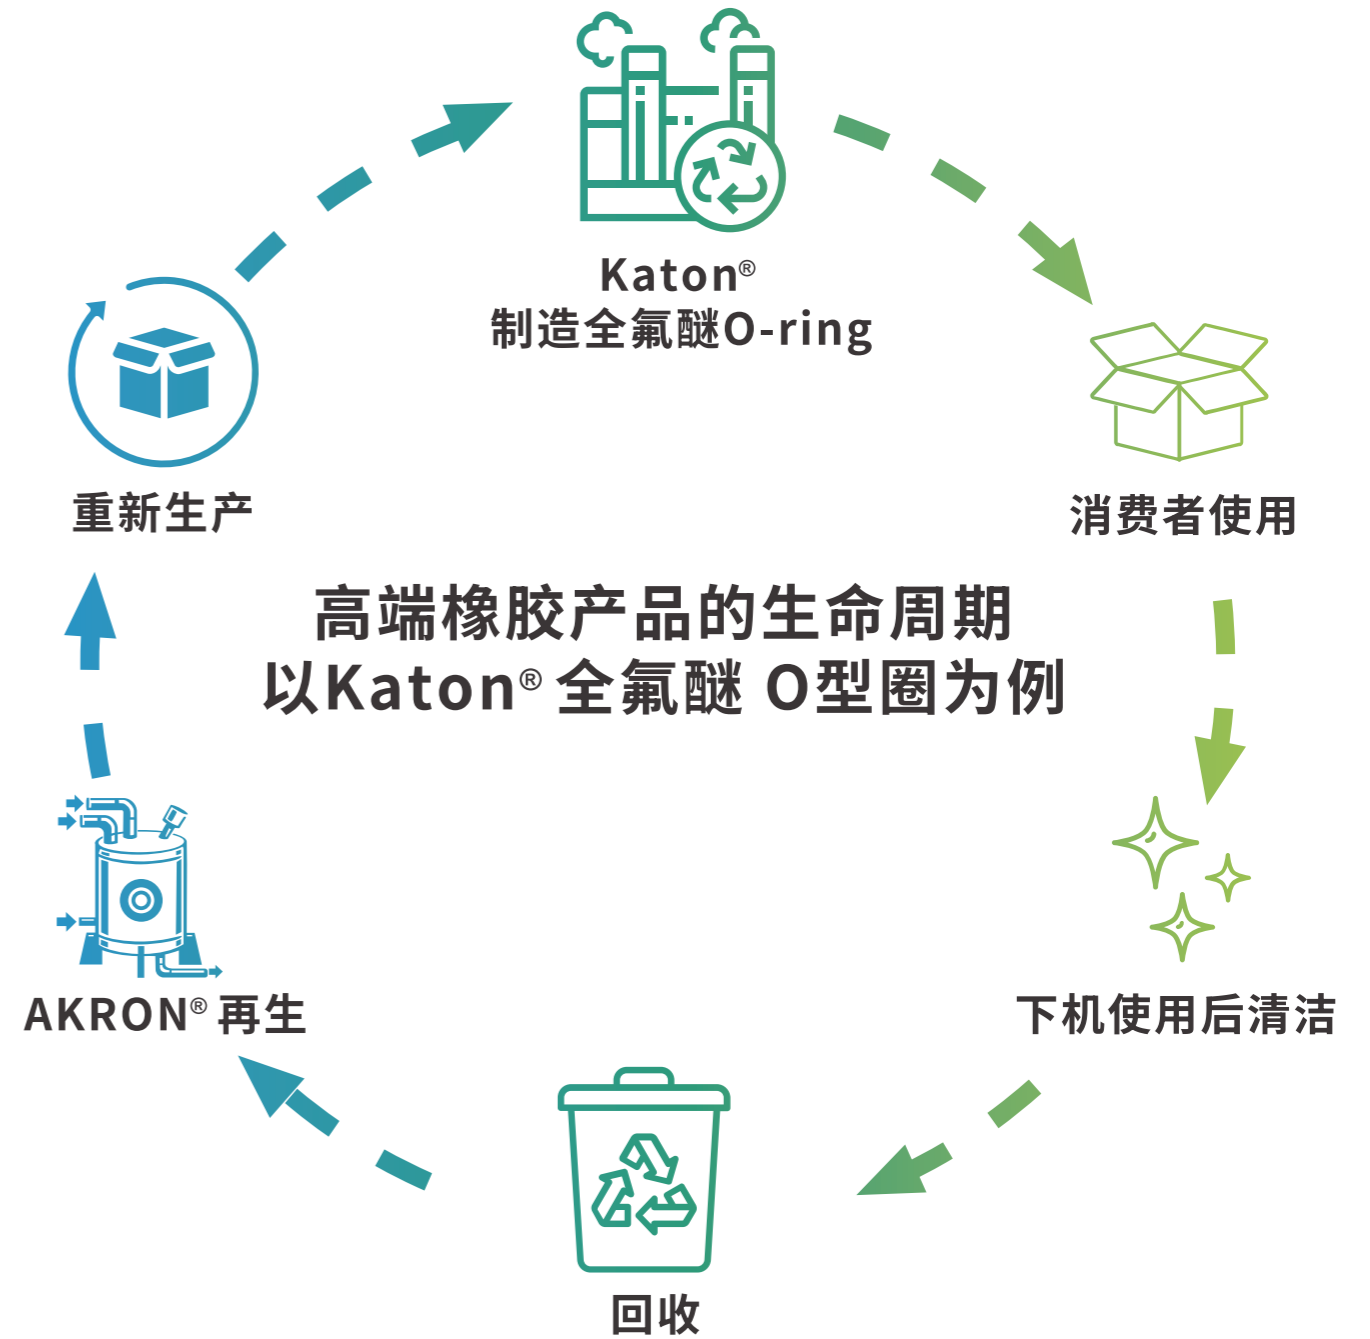 Katon®
制造全氟醚O-ring
重新生产
消费者使用
高端橡胶产品的生命周期
以Katon® 全氟醚 O型圈为例
AKRON® 再生
下机使用后清洁
回收